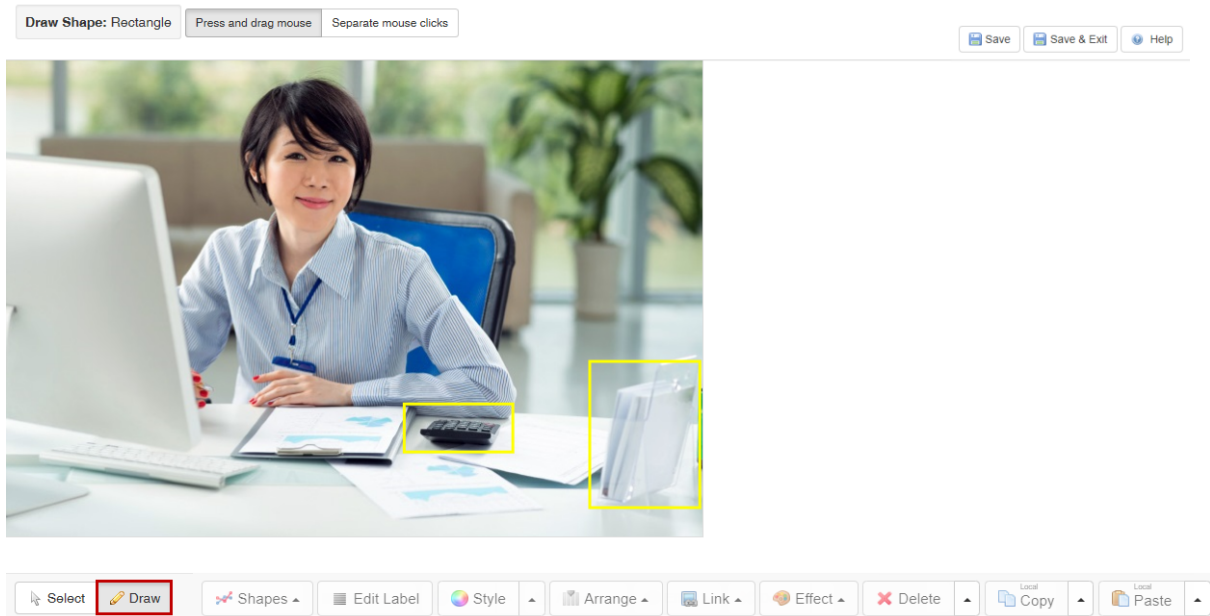 Draw Shape: Rectangle Press and drag mouse Separate mouse clicks
Save Save & Exit Help
Select Draw Shapes Edit Label Style Arrange Link Effect Delete Local Copy Local Paste